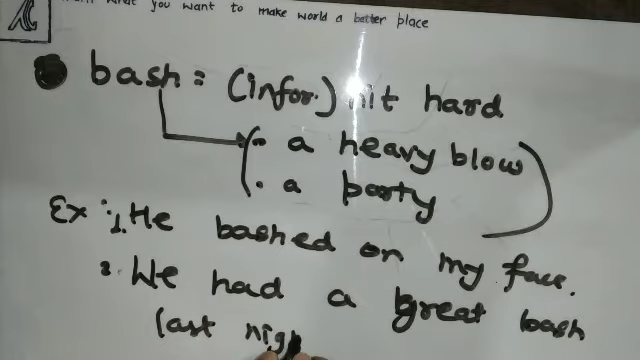 what you want to make world a better place
bash: (infor.) hit hard
- a heavy blow
. a party
Ex: 1. He bashed on my face.
2. We had a great bash
last nig